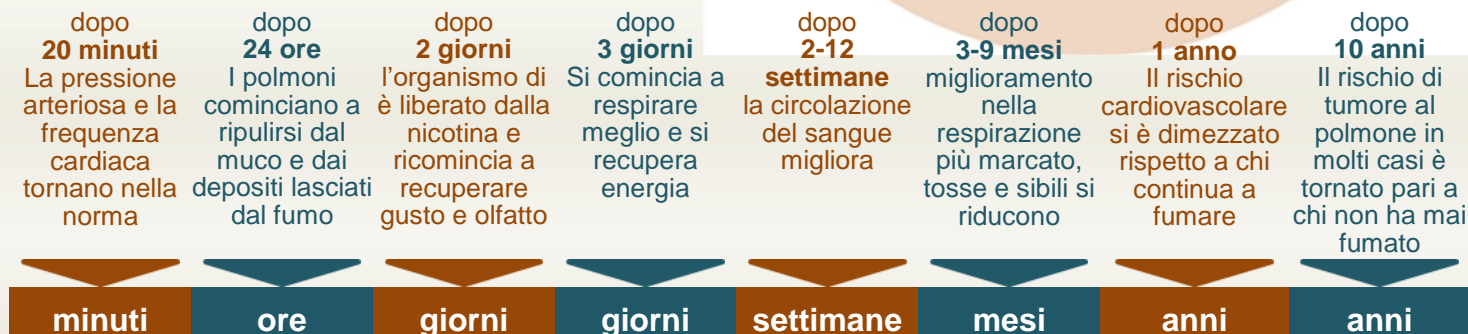 dopo
20 minuti
La pressione
arteriosa e la
frequenza
cardiaca
tornano nella
norma
dopo
24 ore
I polmoni
cominciano a
ripulirsi dal
muco e dai
depositi lasciati
dal fumo
dopo
2 giorni
l’organismo di
è liberato dalla
nicotina e
ricomincia a
recuperare
gusto e olfatto
dopo
3 giorni
Si comincia a
respirare
meglio e si
recupera
energia
dopo
2-12
settimane
la circolazione
del sangue
migliora
dopo
3-9 mesi
miglioramento
nella
respirazione
più marcato,
tosse e sibili si
riducono
dopo
1 anno
Il rischio
cardiovascolare
si è dimezzato
rispetto a chi
continua a
fumare
dopo
10 anni
Il rischio di
tumore al
polmone in
molti casi è
tornato pari a
chi non ha mai
fumato
minuti
ore
giorni
giorni
settimane
mesi
anni
anni